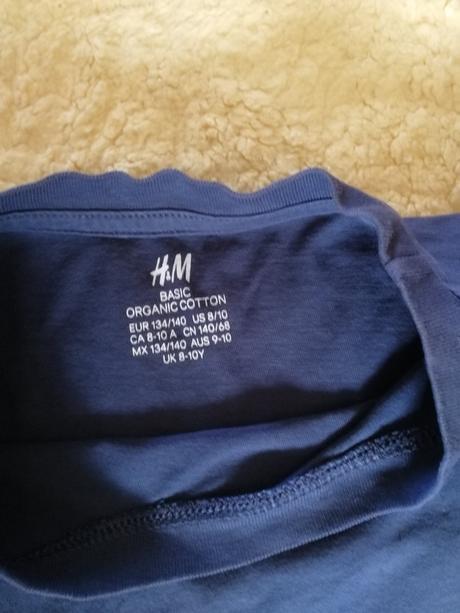 H&M
BASIC
ORGANIC COTTON
EUR 134/140 US 8/10
CA 8-10 A CN 140/68
MX 134/140 AUS 9-10
UK 8-10Y